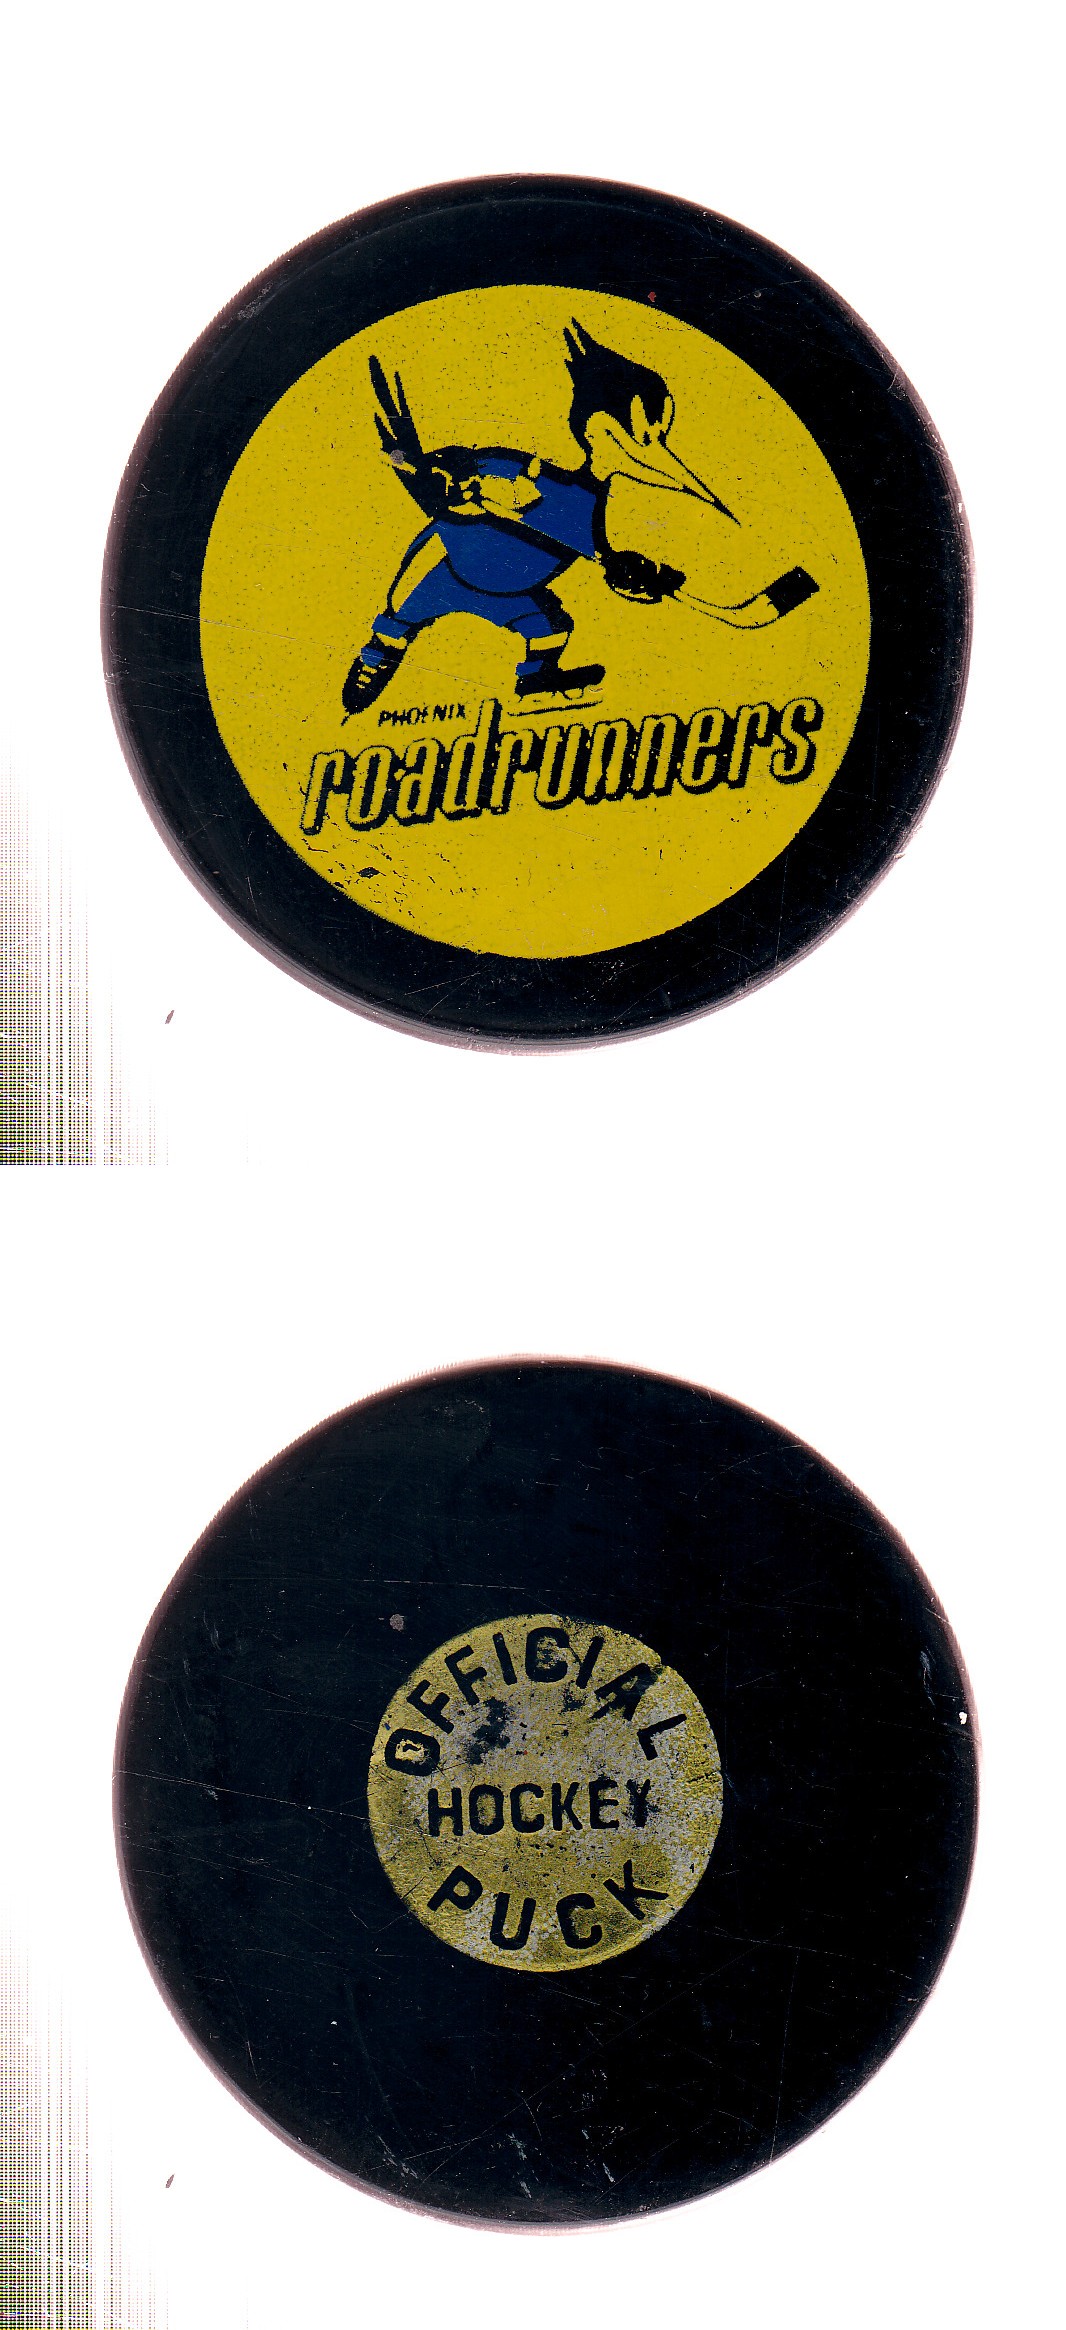 PHOENIX
roadrunners
OFFICIAL
HOCKEY
PUCK